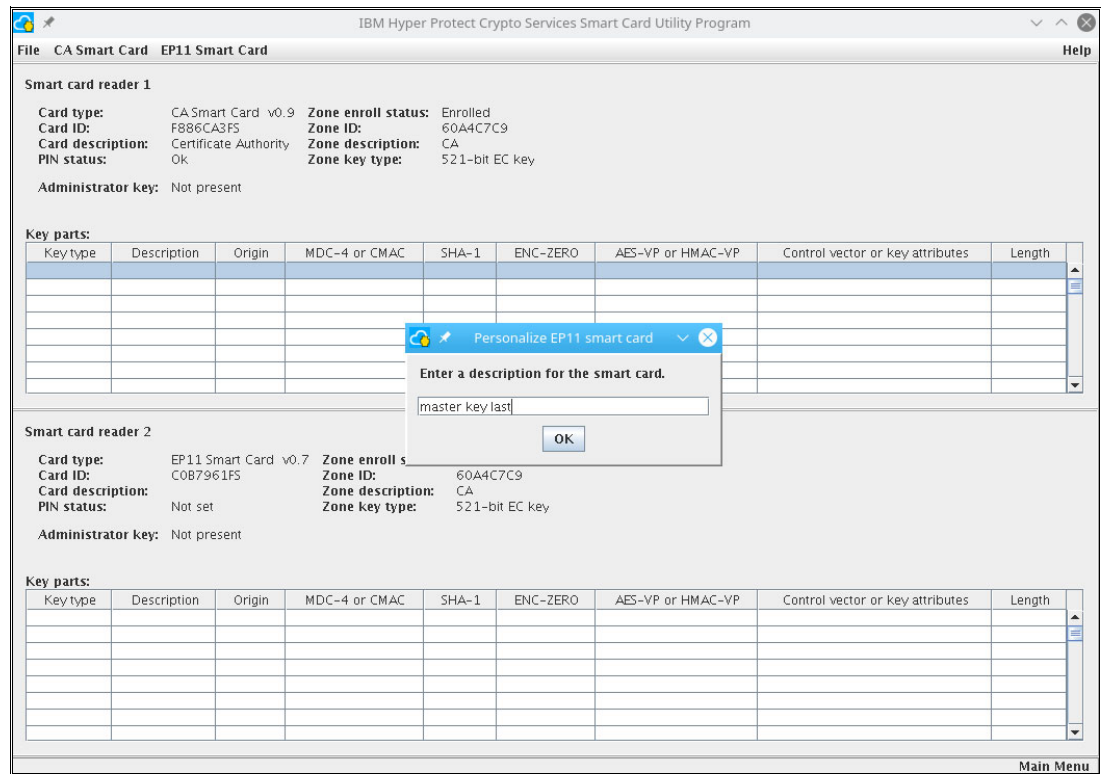 IBM Hyper Protect Crypto Services Smart Card Utility Program
File CA Smart Card EP11 Smart Card Help
Smart card reader 1
Card type: CA Smart Card v0.9 Zone enroll status: Enrolled
Card ID: F886CA3FS Zone ID: 60A4C7C9
Card description: Certificate Authority Zone description: CA
PIN status: OK Zone key type: 521-bit EC key
Administrator key: Not present
Key parts:
Key type Description Origin MDC-4 or CMAC SHA-1 ENC-ZERO AES-VP or HMAC-VP Control vector or key attributes Length
Personalize EP11 smart card
Enter a description for the smart card.
master key last
OK
Smart card reader 2
Card type: EP11 Smart Card v0.7 Zone enroll s
Card ID: C0B7961FS Zone ID: 60A4C7C9
Card description: Zone description: CA
PIN status: Not set Zone key type: 521-bit EC key
Administrator key: Not present
Key parts:
Key type Description Origin MDC-4 or CMAC SHA-1 ENC-ZERO AES-VP or HMAC-VP Control vector or key attributes Length
Main Menu